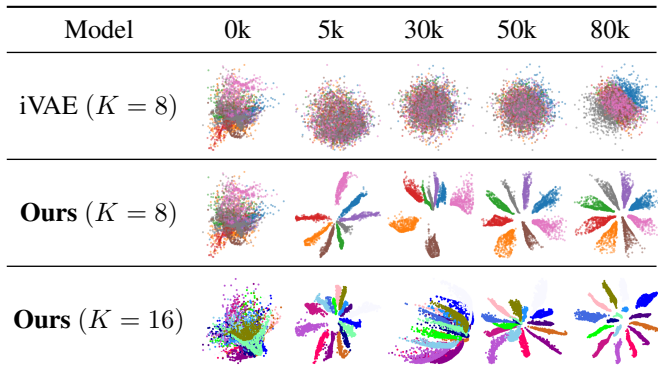 Model 0k 5k 30k 50k 80k
iVAE (K = 8)
Ours (K = 8)
Ours (K = 16)